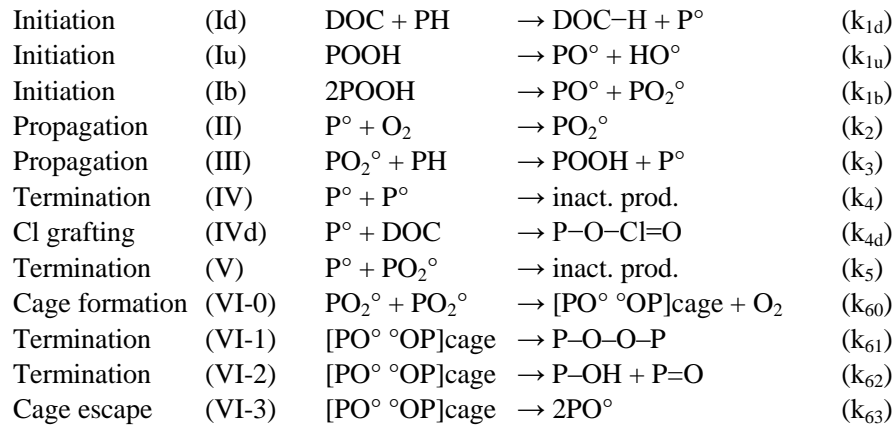 Initiation (Id) DOC + PH → DOC−H + P° (k₁d)
Initiation (Iu) POOH → PO° + HO° (k₁ᵤ)
Initiation (Ib) 2POOH → PO° + PO₂° (k₁b)
Propagation (II) P° + O₂ → PO₂° (k₂)
Propagation (III) PO₂° + PH → POOH + P° (k₃)
Termination (IV) P° + P° → inact. prod. (k₄)
Cl grafting (IVd) P° + DOC → P−O−Cl=O (k₄d)
Termination (V) P° + PO₂° → inact. prod. (k₅)
Cage formation (VI-0) PO₂° + PO₂° → [PO° °OP]cage + O₂ (k₆₀)
Termination (VI-1) [PO° °OP]cage → P–O–O–P (k₆₁)
Termination (VI-2) [PO° °OP]cage → P–OH + P=O (k₆₂)
Cage escape (VI-3) [PO° °OP]cage → 2PO° (k₆₃)